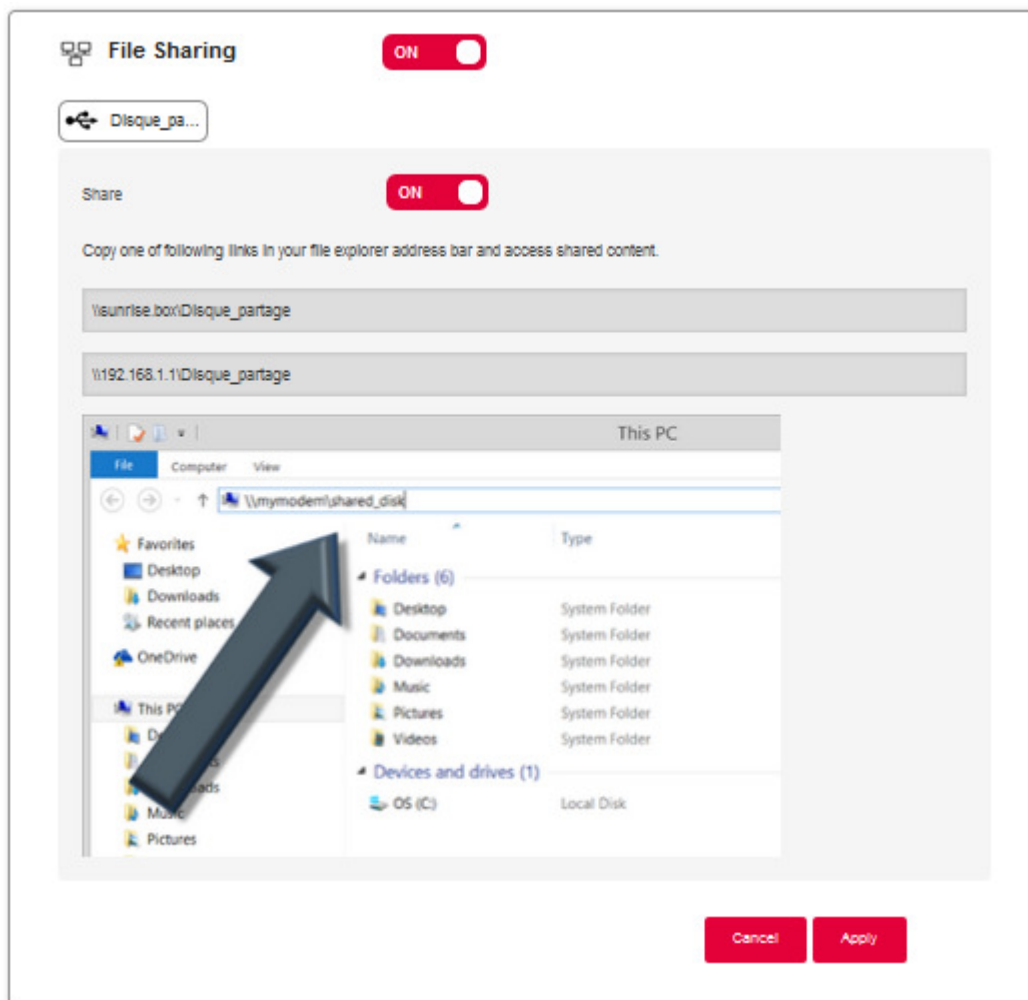 File Sharing
ON
Disque_pa...
Share
ON
Copy one of following links in your file explorer address bar and access shared content.
\\sunrise.box\Disque_partage
\\192.168.1.1\Disque_partage
This PC
File Computer View
\\mymodem\shared_disk
Favorites
Desktop
Downloads
Recent places
OneDrive
This PC
Music
Pictures
Name Type
Folders (6)
Desktop System Folder
Documents System Folder
Downloads System Folder
Music System Folder
Pictures System Folder
Videos System Folder
Devices and drives (1)
OS (C:) Local Disk
Cancel Apply